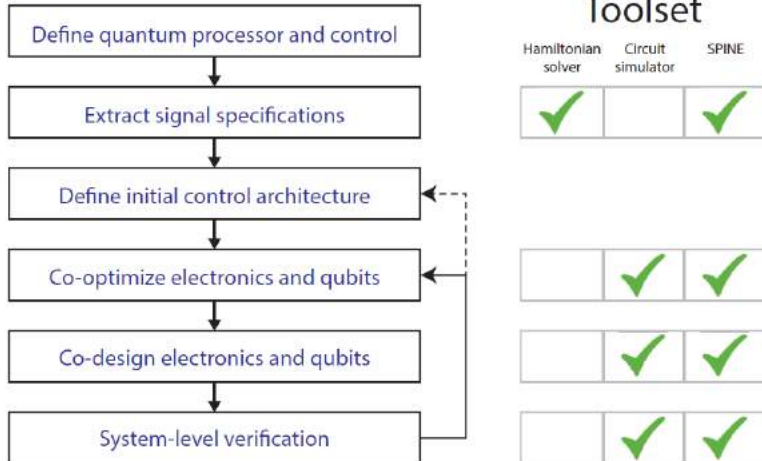 Toolset
Define quantum processor and control
Hamiltonian solver
Circuit simulator
SPINE
Extract signal specifications
Define initial control architecture
Co-optimize electronics and qubits
Co-design electronics and qubits
System-level verification